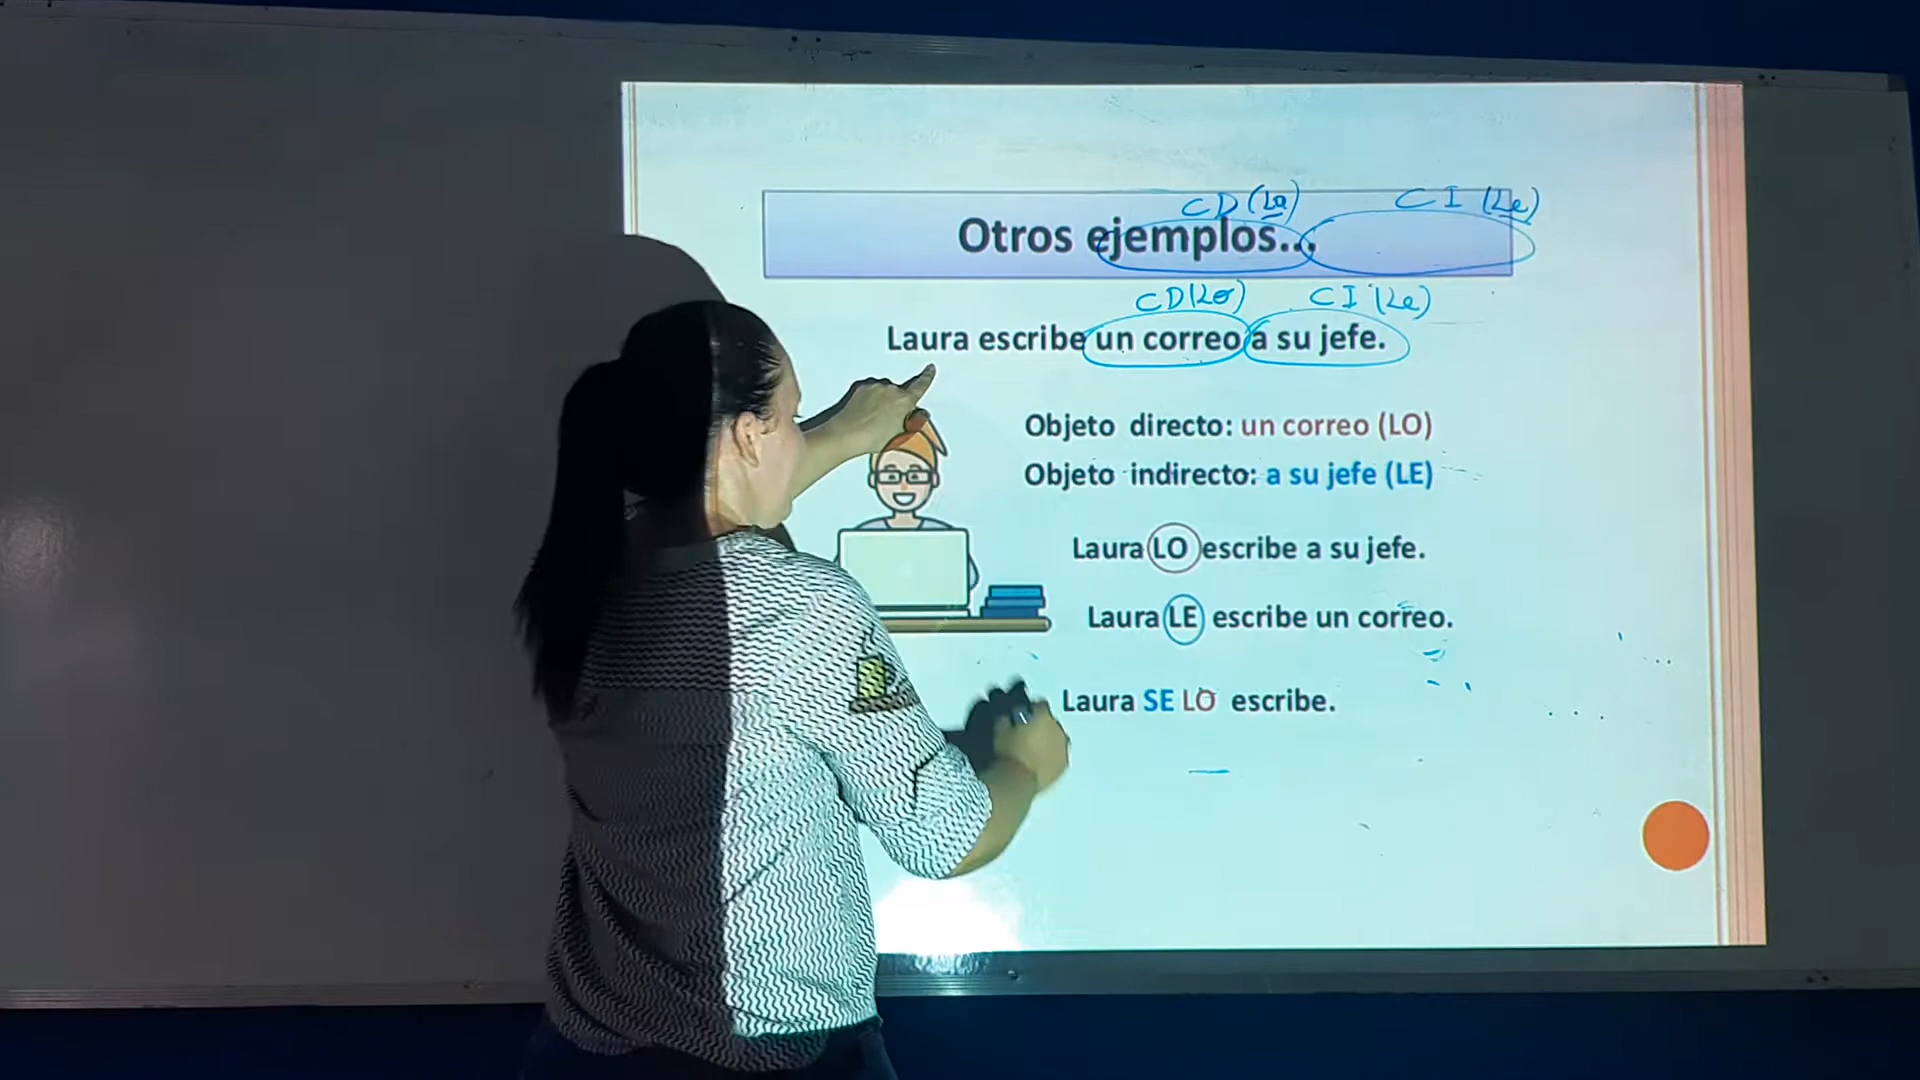 CD (La) CI (Le)
Otros ejemplos...
CD (Lo) CI (Le)
Laura escribe un correo a su jefe.
Objeto directo: un correo (LO)
Objeto indirecto: a su jefe (LE)
Laura LO escribe a su jefe.
Laura LE escribe un correo.
Laura SE LO escribe.